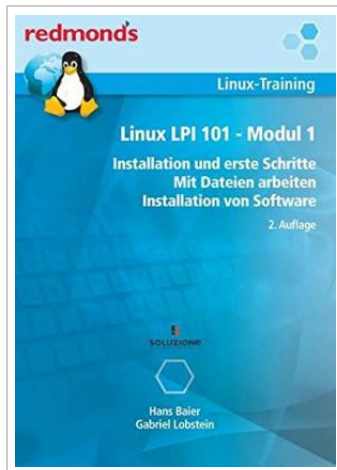 redmond's
Linux-Training
Linux LPI 101 - Modul 1
Installation und erste Schritte
Mit Dateien arbeiten
Installation von Software
2. Auflage
SOLUZIONE
Hans Baier
Gabriel Lobstein